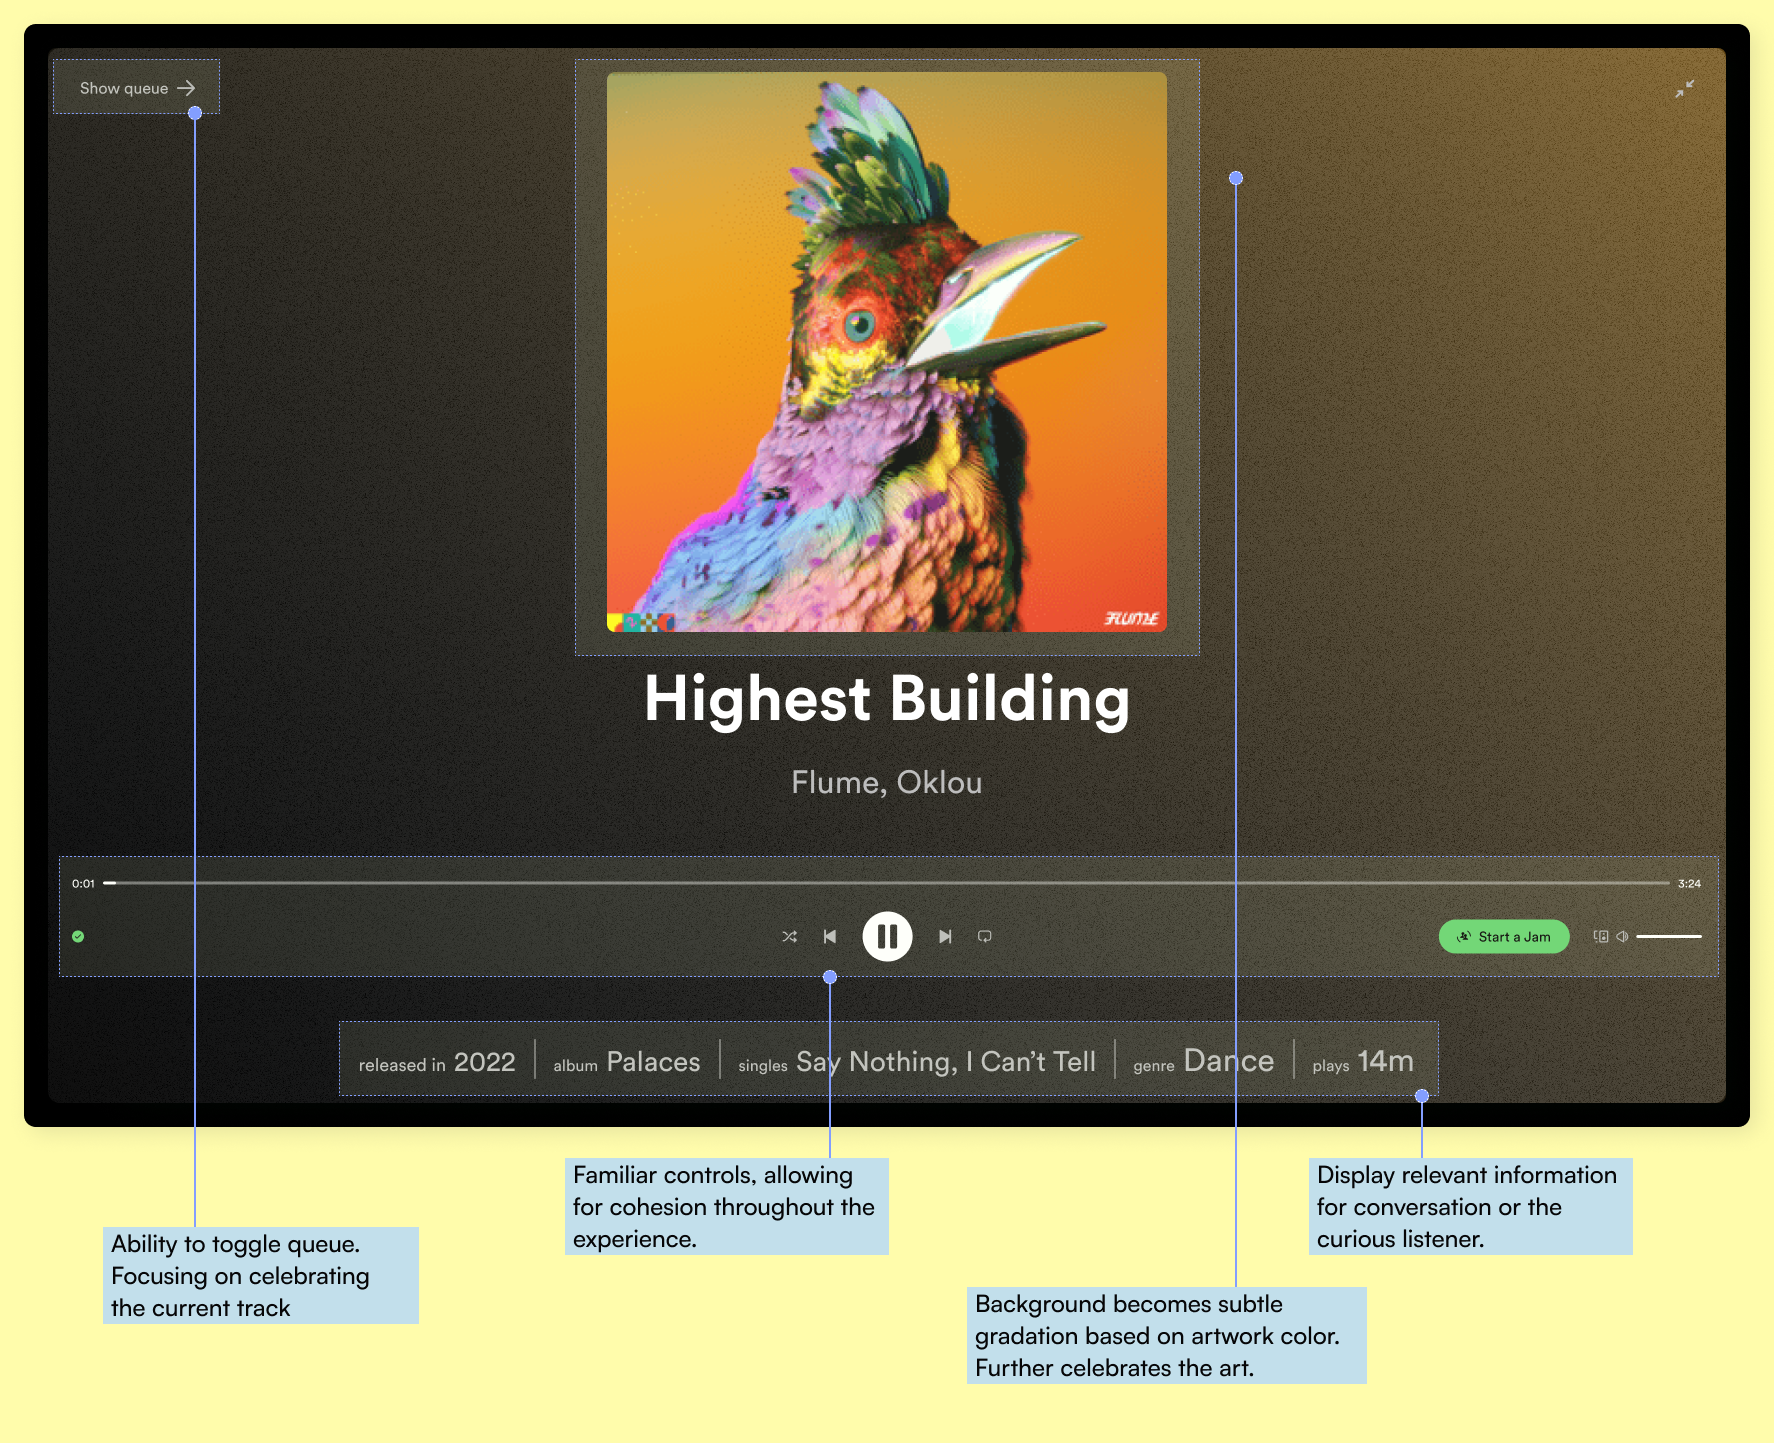 Show queue
FLUME
Highest Building
Flume, Oklou
0:01
3:24
Start a Jam
released in 2022 album Palaces singles Say Nothing, I Can’t Tell genre Dance plays 14m
Familiar controls, allowing
for cohesion throughout the
experience.
Display relevant information
for conversation or the
curious listener.
Ability to toggle queue.
Focusing on celebrating
the current track
Background becomes subtle
gradation based on artwork color.
Further celebrates the art.